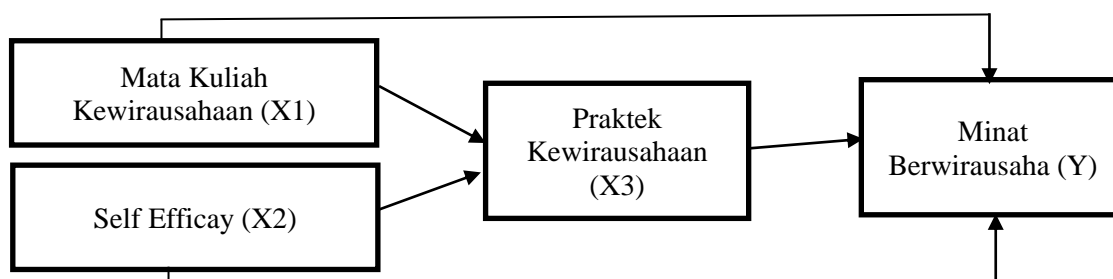 Mata Kuliah
Kewirausahaan (X1)
Praktek
Kewirausahaan
(X3)
Minat
Berwirausaha (Y)
Self Efficay (X2)